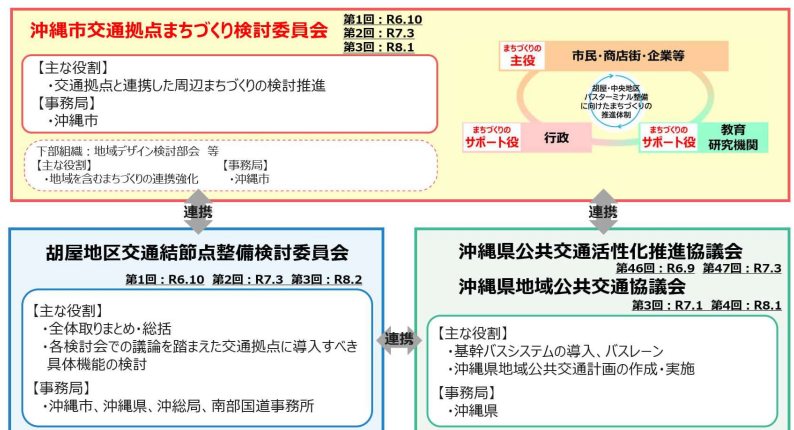 沖縄市交通拠点まちづくり検討委員会
第1回：R6.10
第2回：R7.3
第3回：R8.1
【主な役割】
・交通拠点と連携した周辺まちづくりの検討推進
【事務局】
・沖縄市
下部組織：地域デザイン検討部会 等
【主な役割】 【事務局】
・地域を含むまちづくりの連携強化 ・沖縄市
まちづくりの
主役
市民・商店街・企業等
胡屋・中央地区
バスターミナル整備
に向けたまちづくりの
推進体制
まちづくりの
サポート役
行政
まちづくりの
サポート役
教育
研究機関
連携
連携
胡屋地区交通結節点整備検討委員会
第1回：R6.10 第2回：R7.3 第3回：R8.2
【主な役割】
・全体取りまとめ・総括
・各検討会での議論を踏まえた交通拠点に導入すべき
具体機能の検討
【事務局】
・沖縄市、沖縄県、沖総局、南部国道事務所
連携
沖縄県公共交通活性化推進協議会
第46回：R6.9 第47回：R7.3
沖縄県地域公共交通協議会
第3回：R7.1 第4回：R8.1
【主な役割】
・基幹バスシステムの導入、バスレーン
・沖縄県地域公共交通計画の作成・実施
【事務局】
・沖縄県